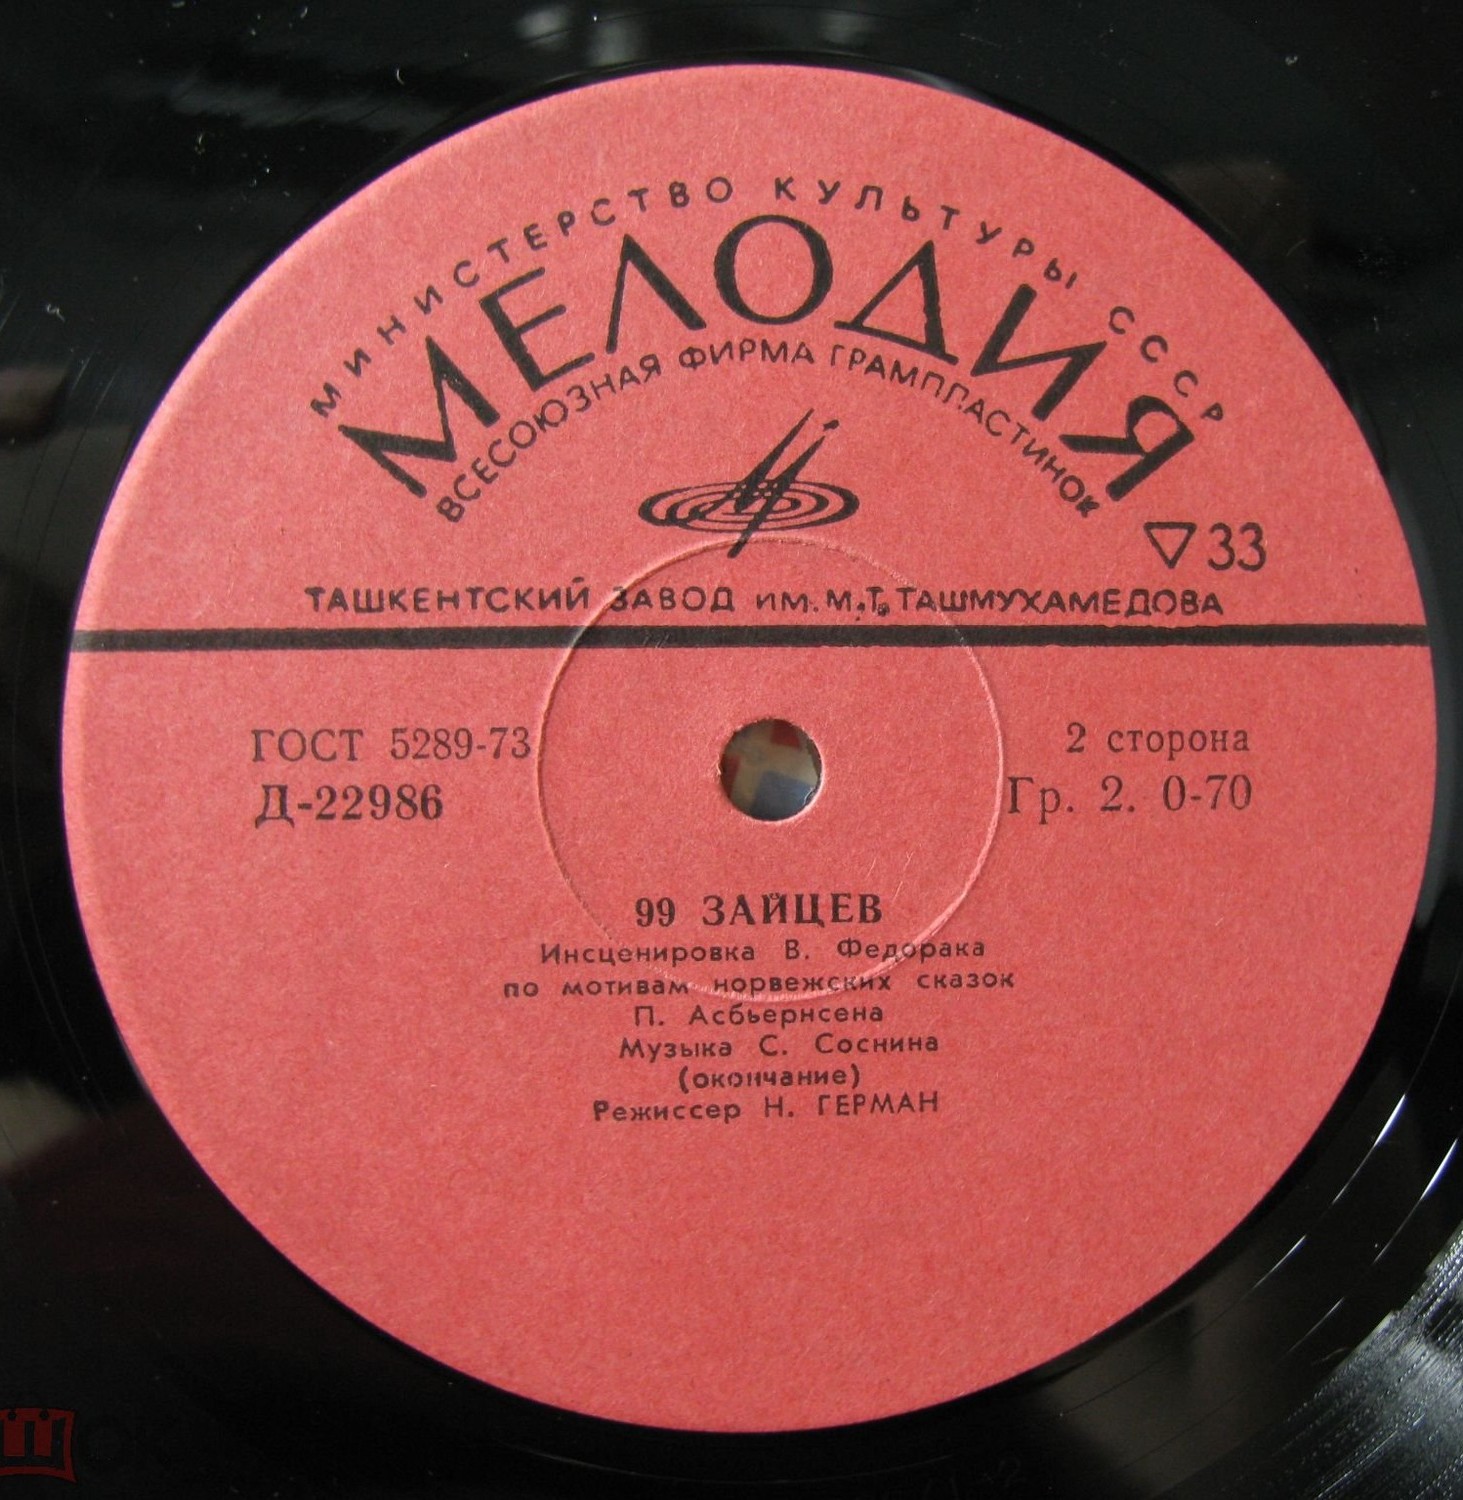 МИНИСТЕРСТВО КУЛЬТУРЫ СССР
МЕЛОДИЯ
ВСЕСОЮЗНАЯ ФИРМА ГРАМПЛАСТИНОК
▽33
ТАШКЕНТСКИЙ ЗАВОД им. М.Т. ТАШМУХАМЕДОВА
ГОСТ 5289-73
2 сторона
Д-22986
Гр. 2. 0-70
99 ЗАЙЦЕВ
Инсценировка В. Федорака
по мотивам норвежских сказок
П. Асбьернсена
Музыка С. Соснина
(окончание)
Режиссер Н. ГЕРМАН